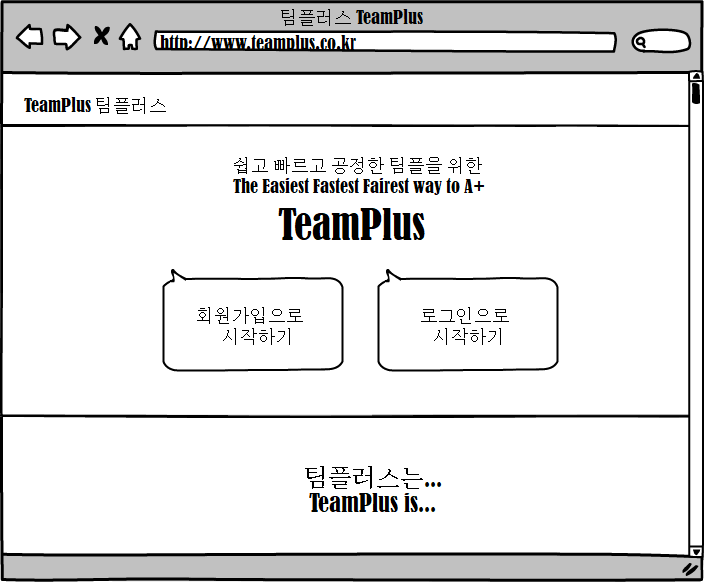 팀플러스 TeamPlus
http://www.teamplus.co.kr
TeamPlus 팀플러스
쉽고 빠르고 공정한 팀플을 위한
The Easiest Fastest Fairest way to A+
TeamPlus
회원가입으로
시작하기
로그인으로
시작하기
팀플러스는...
TeamPlus is...